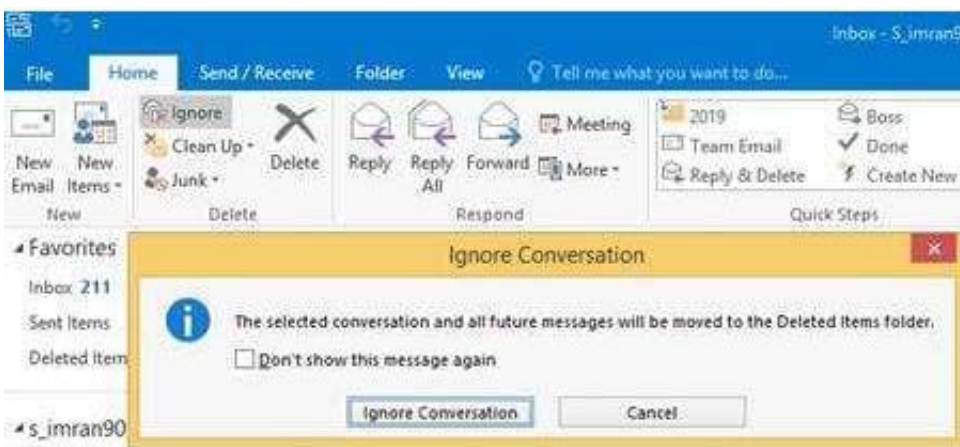 Inbox - S_imran9
File Home Send / Receive Folder View Tell me what you want to do...
New Email
New Items
Ignore
Clean Up
Junk
Delete
Reply
Reply All
Forward
Meeting
More
2019
Team Email
Reply & Delete
Boss
Done
Create New
New Delete Respond Quick Steps
Favorites
Inbox 211
Sent Items
Deleted Item
s_imran90
Ignore Conversation
The selected conversation and all future messages will be moved to the Deleted Items folder.
Don't show this message again
Ignore Conversation Cancel